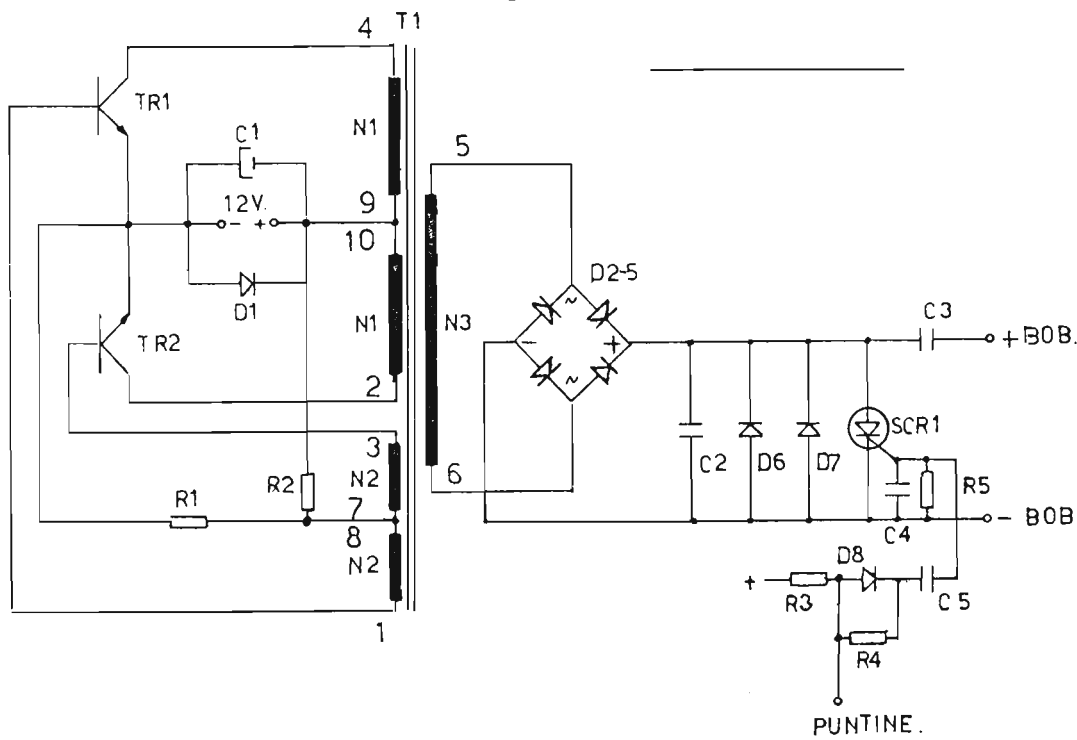 T1
4
TR1
N1
C1
5
9
12V.
- +
10
D1
D2-5
~
N1
N3
- +
C3
+ BOB.
TR2
~
2
SCR1
C2
D6
D7
3
6
R5
N2
R2
R1
7
C4
- BOB
8
N2
D8
+
R3
C5
1
R4
PUNTINE.